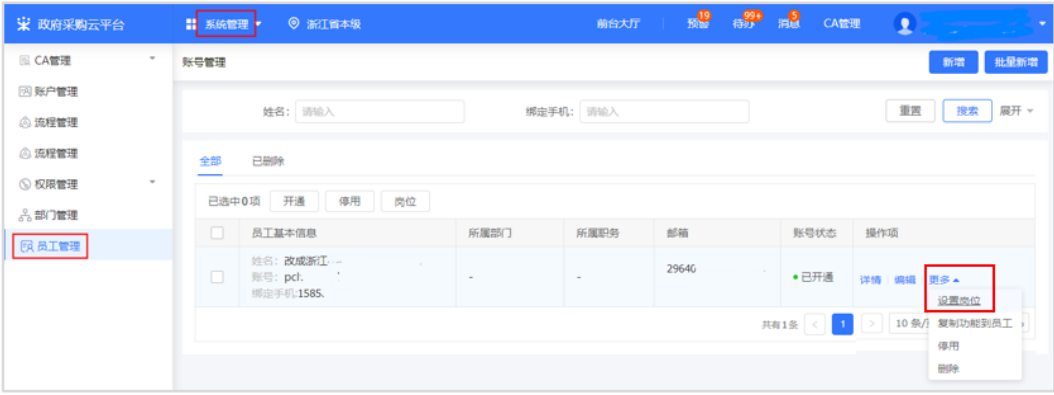 政府采购云平台 系统管理 浙江省本级 前台大厅 预警 19 待办 99+ 消息 5 CA管理
CA管理
账户管理
流程管理
流程管理
权限管理
部门管理
员工管理
账号管理 新增 批量新增
姓名: 请输入 绑定手机: 请输入 重置 搜索 展开
全部 已删除
已选中0项 开通 停用 岗位
员工基本信息 所属部门 所属职务 邮箱 账号状态 操作项
姓名: 改成浙江
账号: pcl.
绑定手机:1585.
- - 29640 已开通 详情 编辑 更多
共有1条 < 1 > 10 条/
设置岗位
复制功能到员工
停用
删除